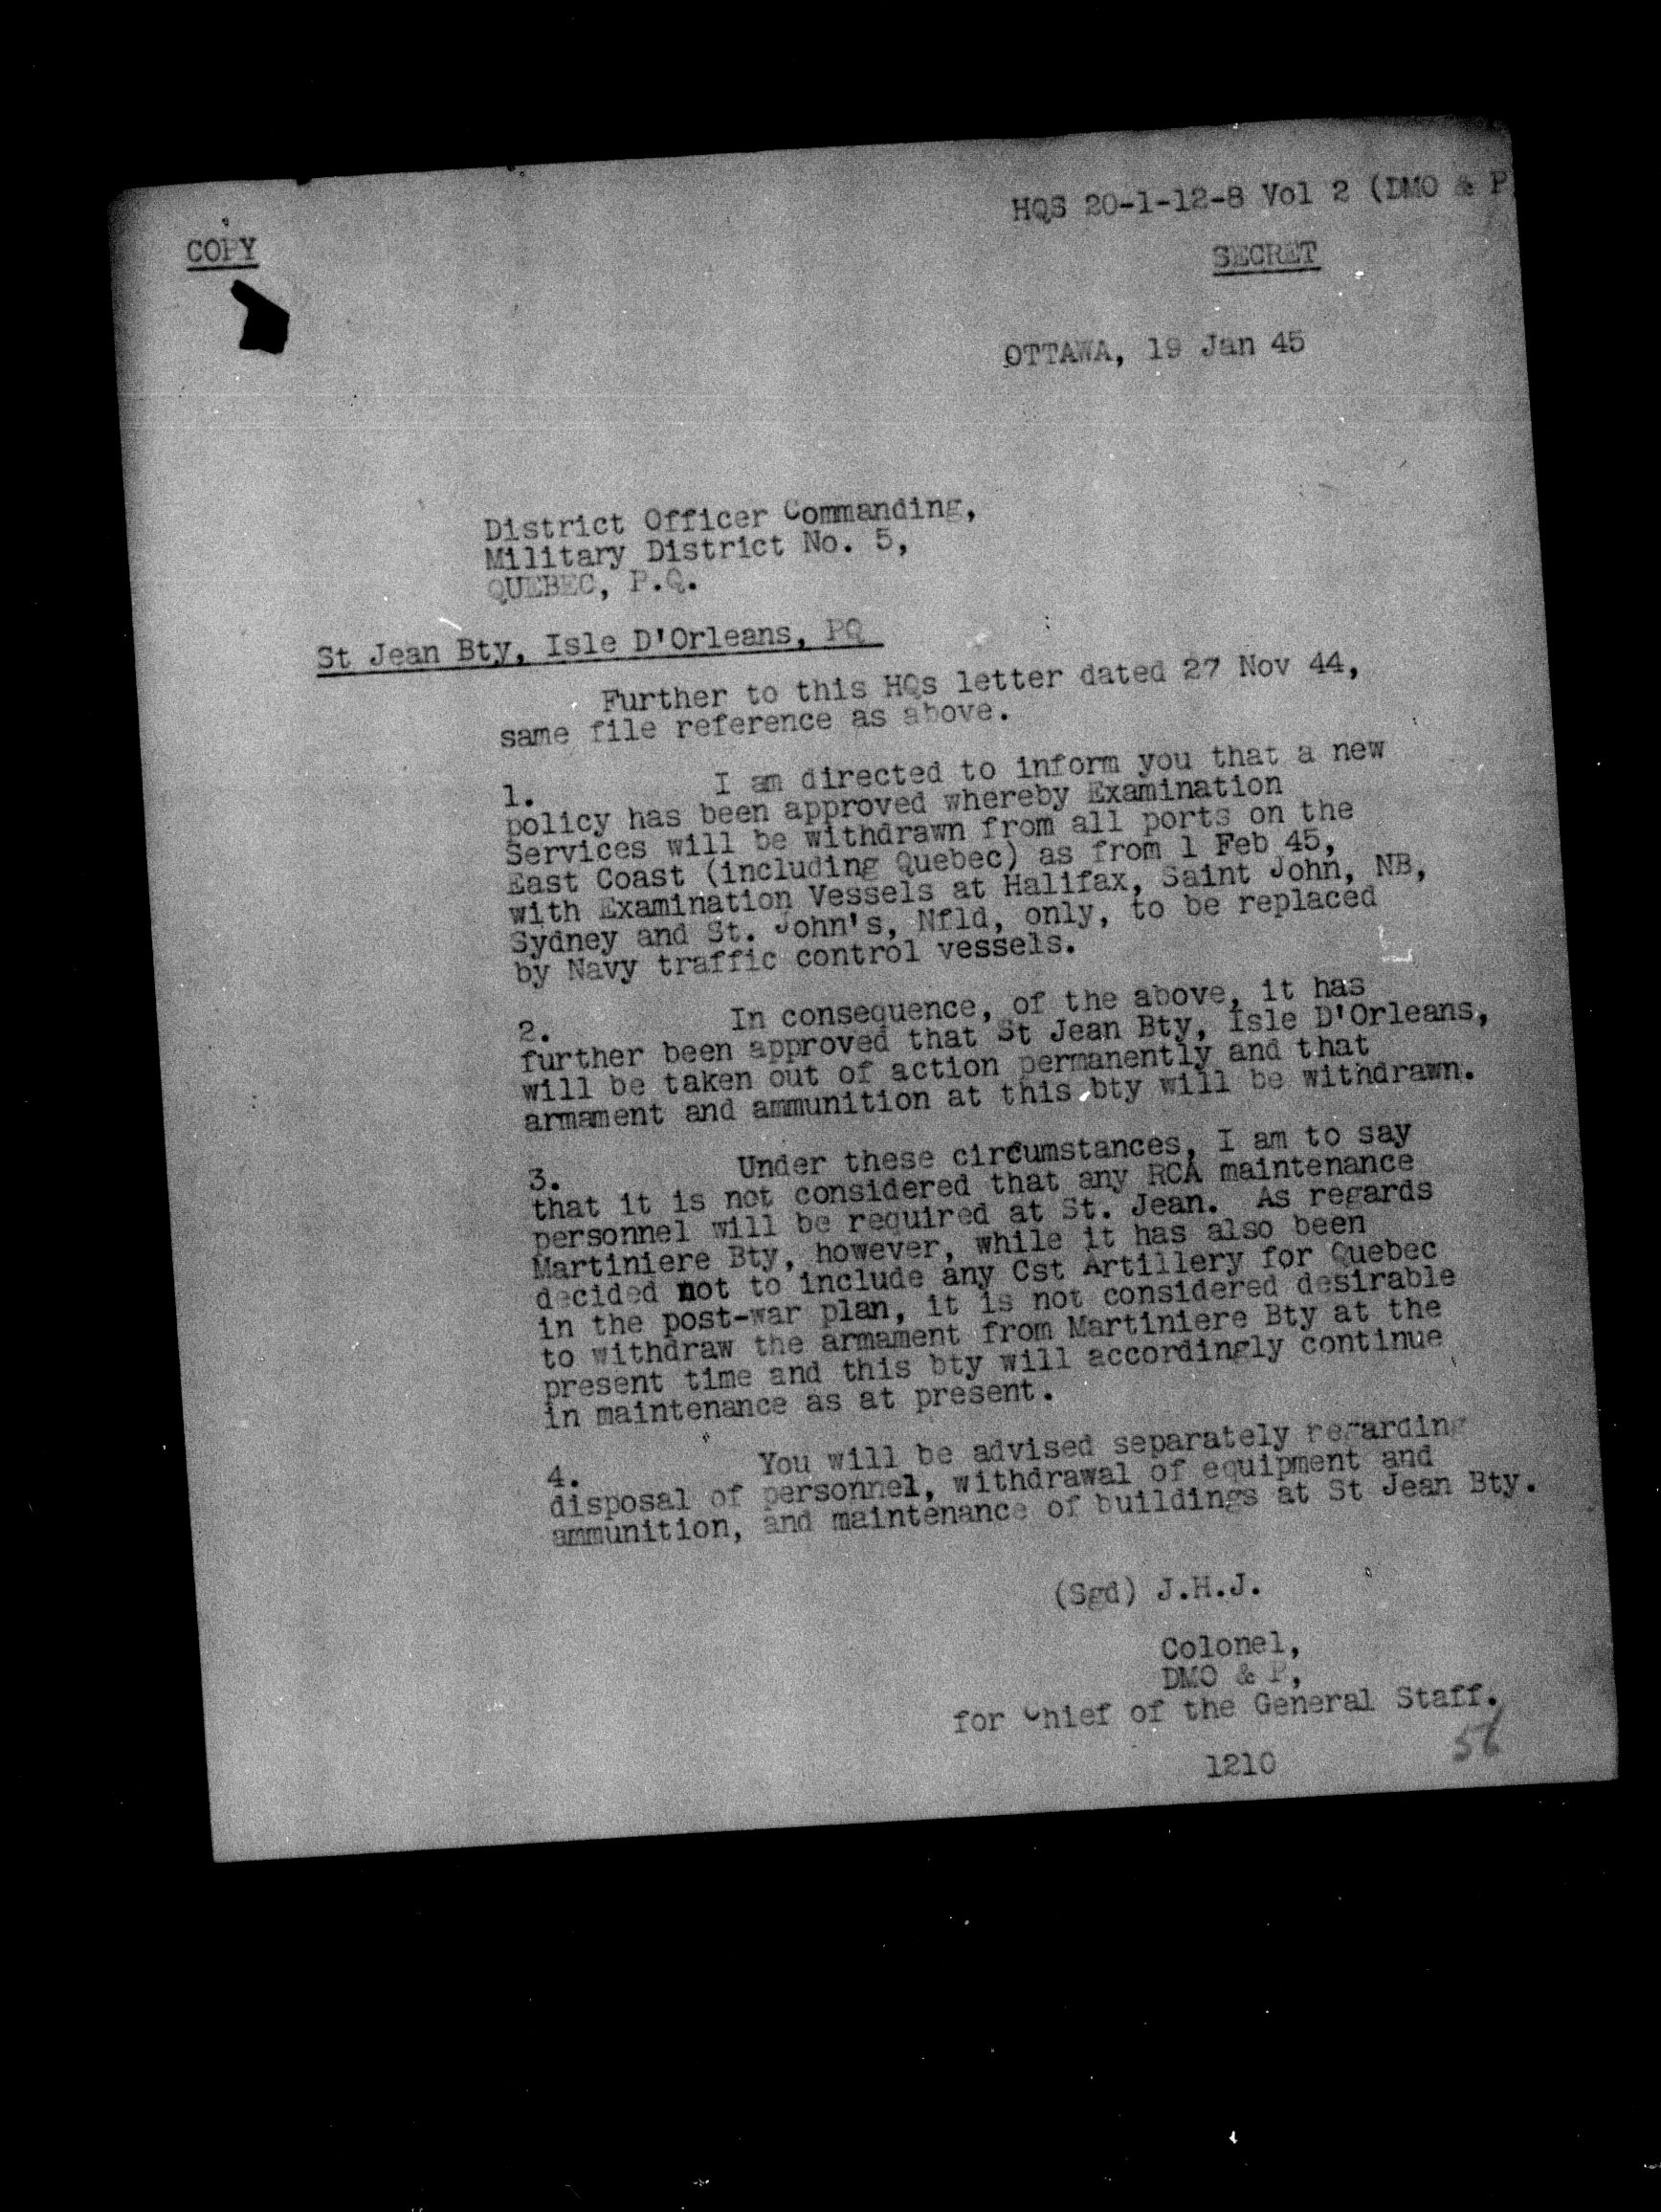 HQS 20-1-12-8 Vol 2 (DMO & P
COPY
SECRET
OTTAWA, 19 Jan 45
District Officer Commanding,
Military District No. 5,
QUEBEC, P.Q.
St Jean Bty, Isle D'Orleans, PQ
Further to this HQs letter dated 27 Nov 44,
same file reference as above.
1. I am directed to inform you that a new
policy has been approved whereby Examination
Services will be withdrawn from all ports on the
East Coast (including Quebec) as from 1 Feb 45,
with Examination Vessels at Halifax, Saint John, NB,
Sydney and St. John's, Nfld, only, to be replaced
by Navy traffic control vessels.
2. In consequence, of the above, it has
further been approved that St Jean Bty, Isle D'Orleans,
will be taken out of action permanently and that
armament and ammunition at this bty will be withdrawn.
3. Under these circumstances, I am to say
that it is not considered that any RCA maintenance
personnel will be required at St. Jean. As regards
Martiniere Bty, however, while it has also been
decided not to include any Cst Artillery for Quebec
in the post-war plan, it is not considered desirable
to withdraw the armament from Martiniere Bty at the
present time and this bty will accordingly continue
in maintenance as at present.
4. You will be advised separately regarding
disposal of personnel, withdrawal of equipment and
ammunition, and maintenance of buildings at St Jean Bty.
(Sgd) J.H.J.
Colonel,
DMO & P,
for Chief of the General Staff.
56
1210